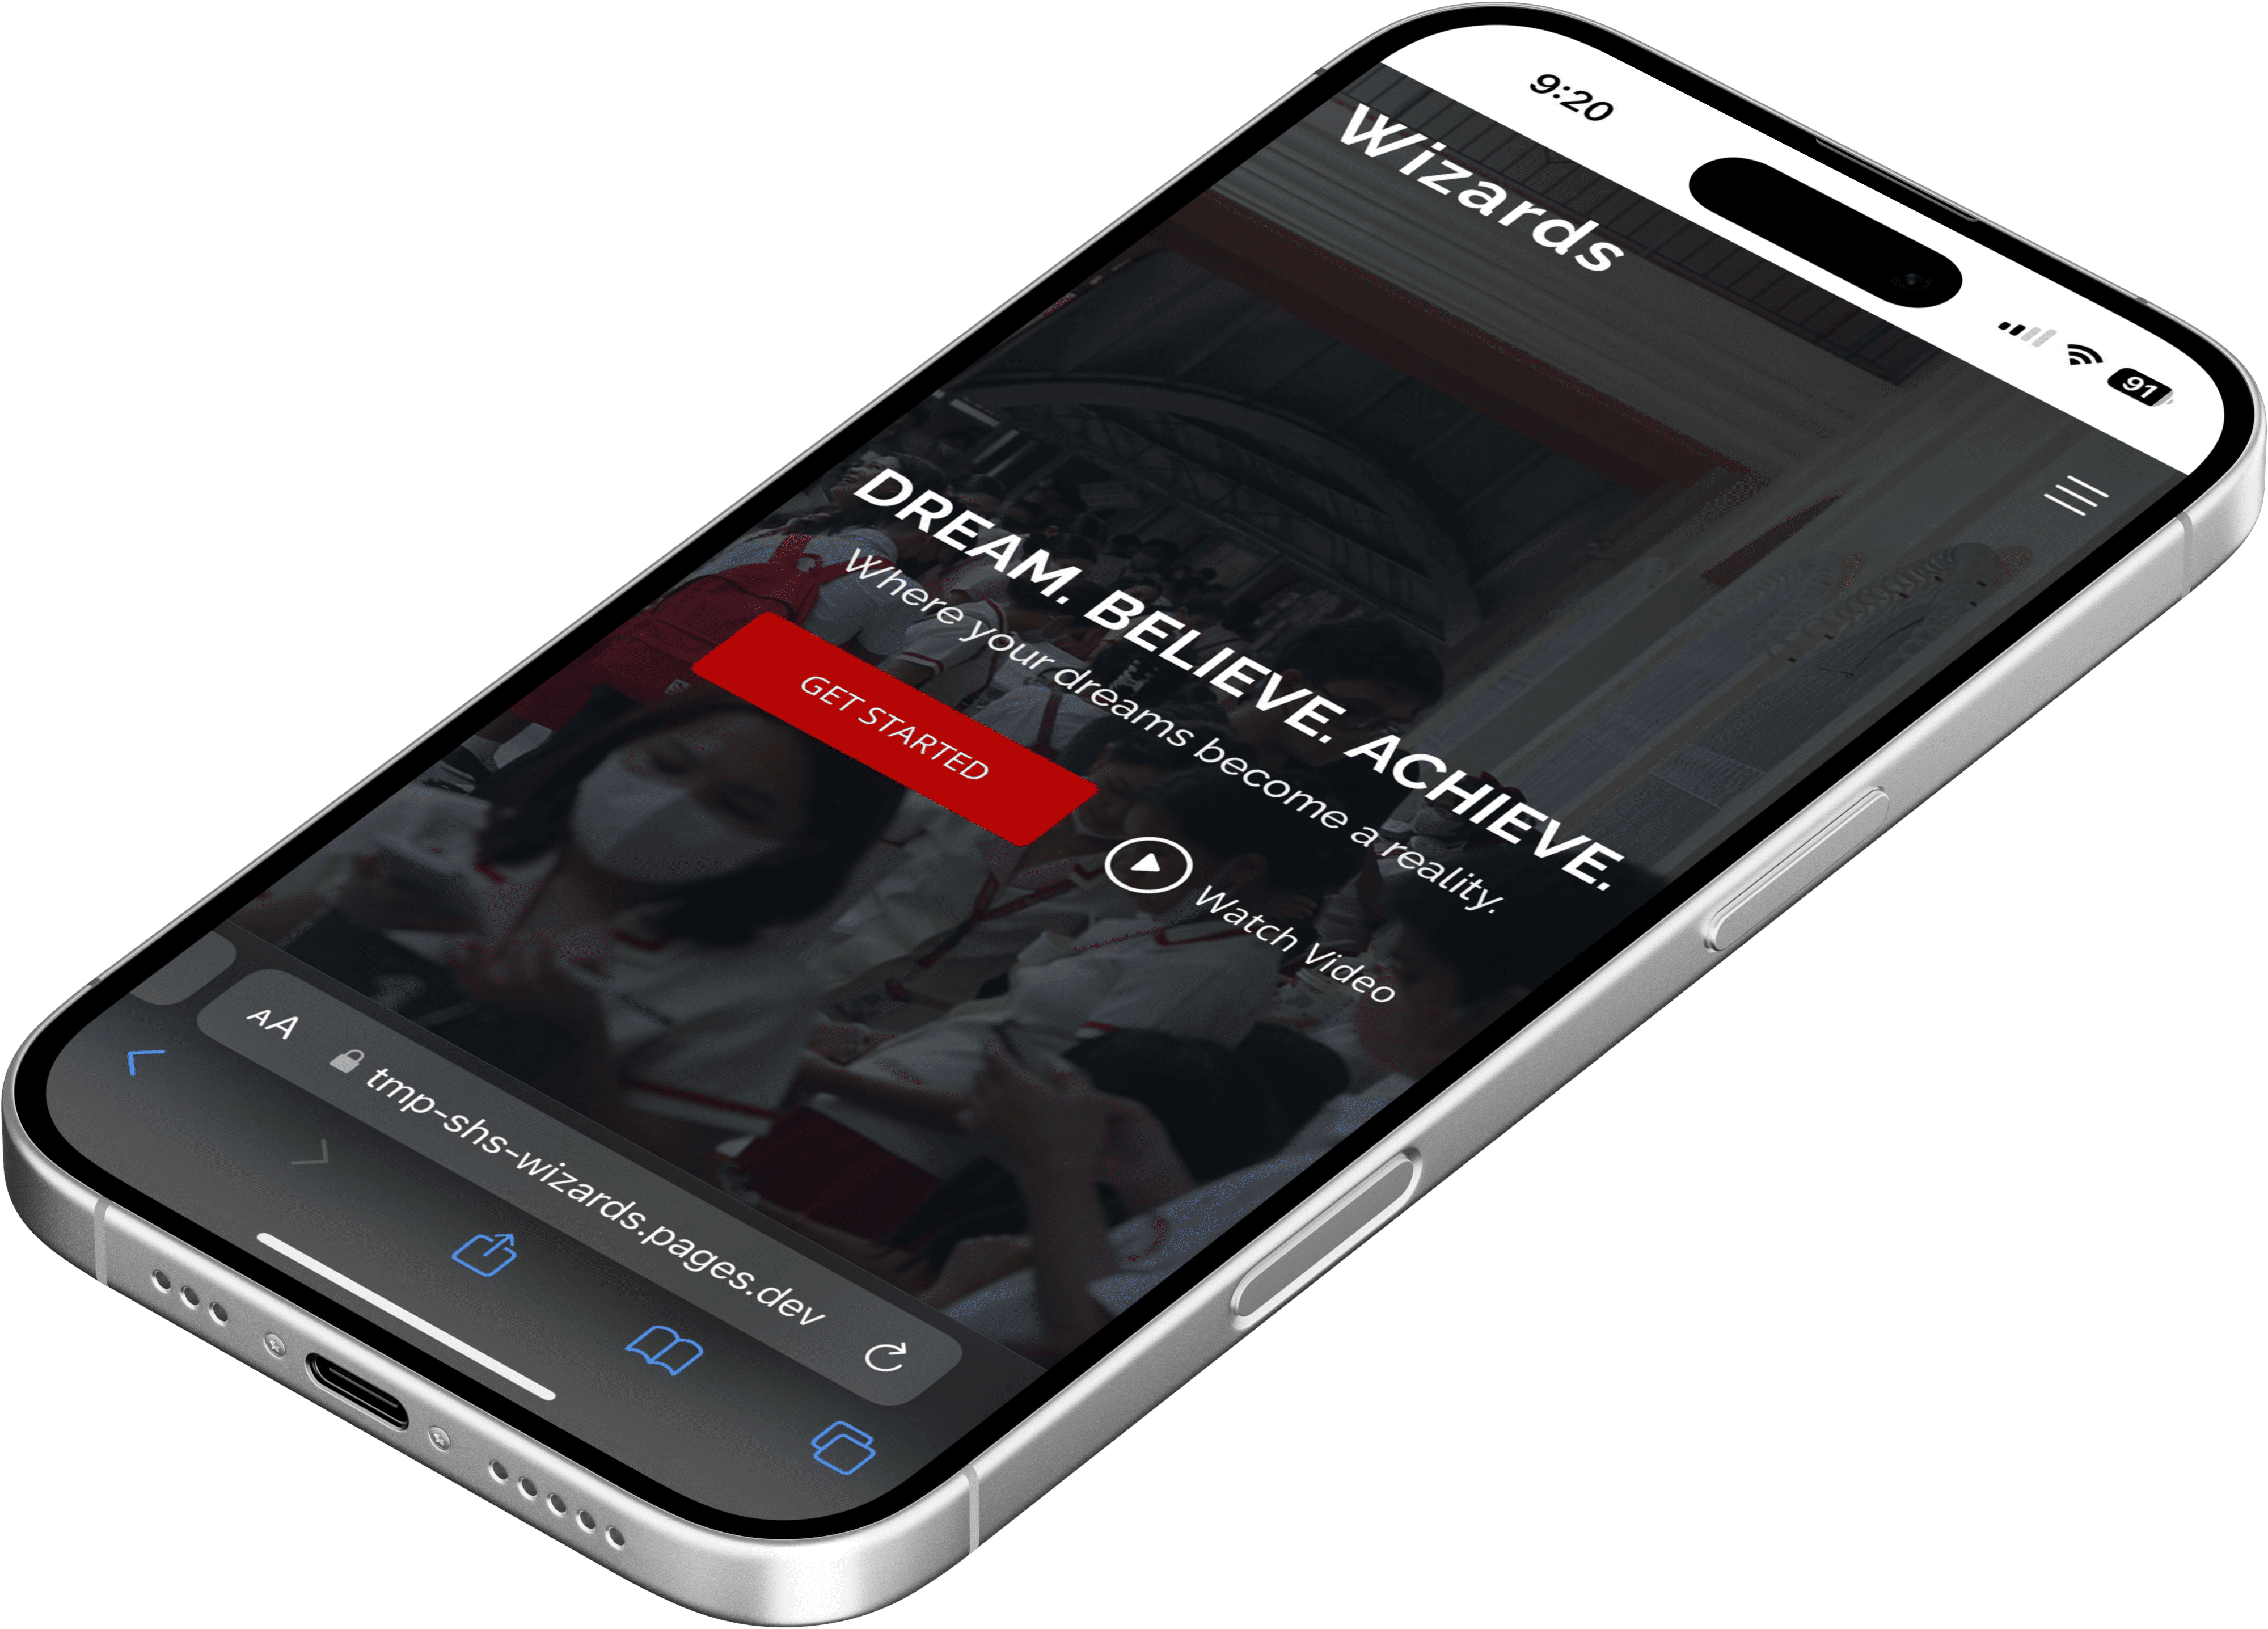 9:20
91
Wizards
DREAM. BELIEVE. ACHIEVE.
Where your dreams become a reality.
GET STARTED
Watch Video
AA
tmp-shs-wizards.pages.dev